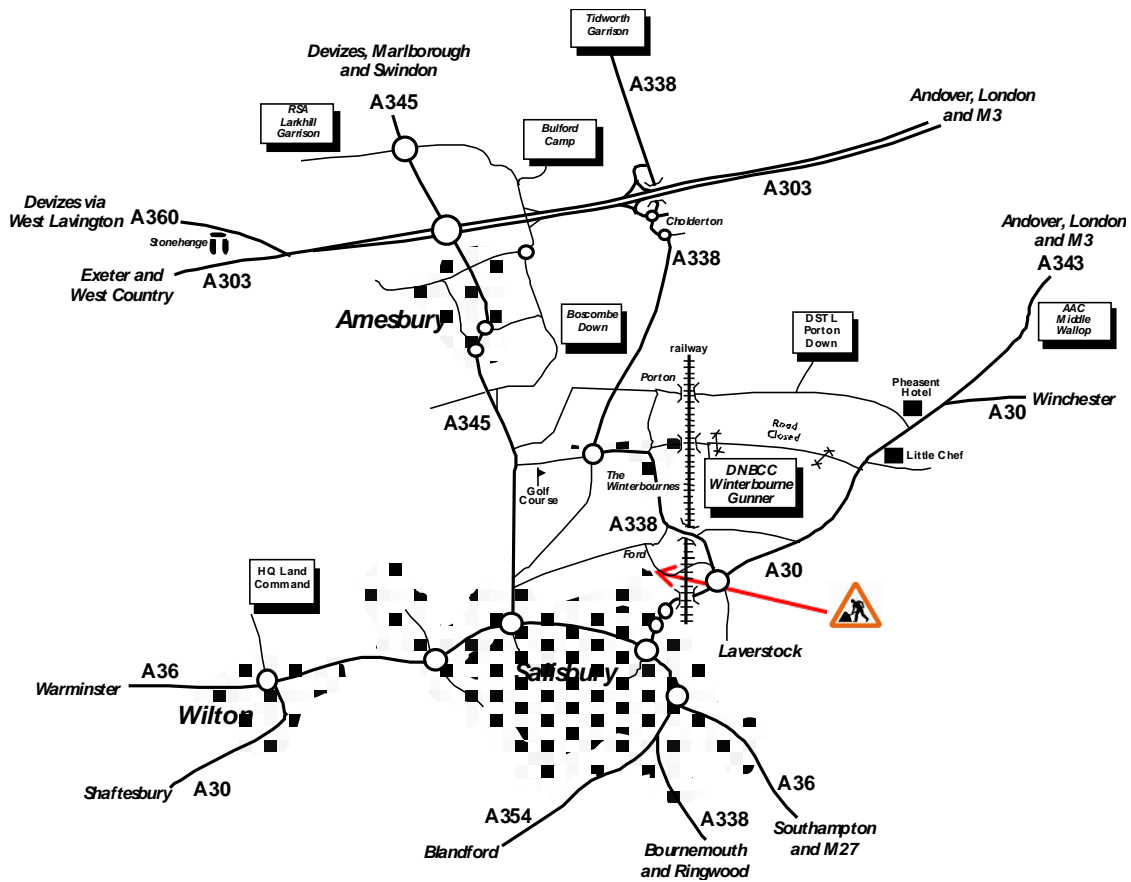 Tidworth
Garrison
Devizes, Marlborough
and Swindon
A338
Andover, London
and M3
A345
RSA
Larkhill
Garrison
Bulford
Camp
A303
Devizes via
West Lavington
A360
Stonehenge
Cholderton
Andover, London
and M3
A343
Exeter and
West Country
A303
A338
Amesbury
Boscombe
Down
DSTL
Porton
Down
AAC
Middle
Wallop
railway
Porton
Pheasent
Hotel
A30
Winchester
A345
Road
Closed
Little Chef
Golf
Course
The
Winterbournes
DNBCC
Winterbourne
Gunner
A338
Ford
A30
HQ Land
Command
Laverstock
Salisbury
A36
Warminster
Wilton
Shaftesbury
A30
A36
A354
A338
Blandford
Bournemouth
and Ringwood
Southampton
and M27